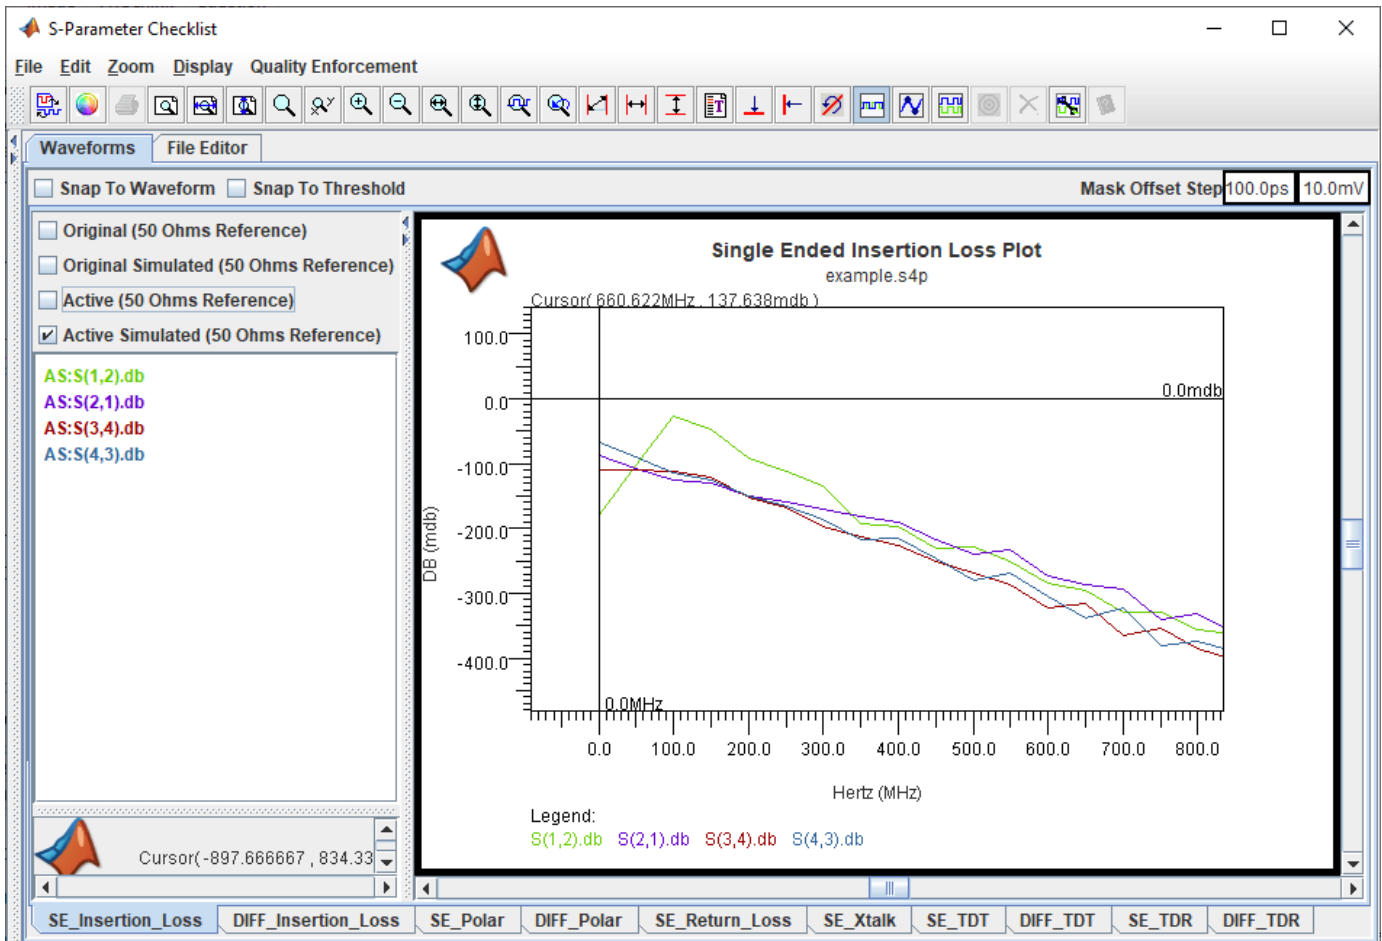 S-Parameter Checklist
File Edit Zoom Display Quality Enforcement
Waveforms File Editor
Snap To Waveform Snap To Threshold Mask Offset Step 100.0ps 10.0mV
Original (50 Ohms Reference)
Original Simulated (50 Ohms Reference)
Active (50 Ohms Reference)
Active Simulated (50 Ohms Reference)
AS:S(1,2).db
AS:S(2,1).db
AS:S(3,4).db
AS:S(4,3).db
Cursor(-897.666667 , 834.33
Single Ended Insertion Loss Plot
example.s4p
Cursor( 660.622MHz , 137.638mdb )
100.0
0.0
-100.0
-200.0
-300.0
-400.0
DB (mdb)
0.0mdb
0.0MHz
0.0 100.0 200.0 300.0 400.0 500.0 600.0 700.0 800.0
Hertz (MHz)
Legend:
S(1,2).db S(2,1).db S(3,4).db S(4,3).db
SE_Insertion_Loss DIFF_Insertion_Loss SE_Polar DIFF_Polar SE_Return_Loss SE_Xtalk SE_TDT DIFF_TDT SE_TDR DIFF_TDR